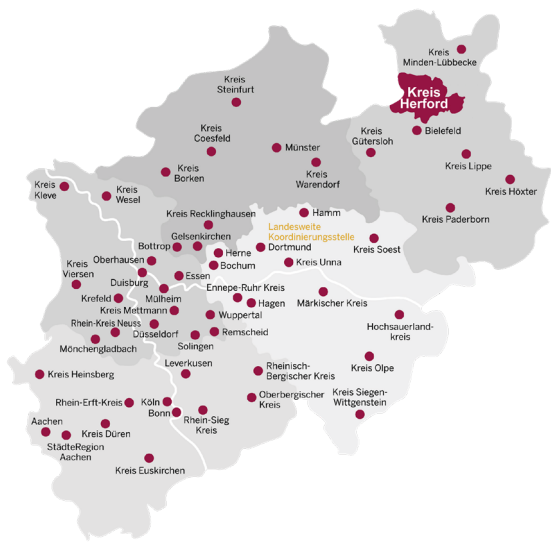 Kreis
Minden-Lübbecke
Kreis
Herford
Kreis
Steinfurt
Kreis
Coesfeld
Münster
Kreis
Gütersloh
Bielefeld
Kreis Lippe
Kreis
Borken
Kreis
Warendorf
Kreis Höxter
Kreis
Kleve
Kreis
Wesel
Kreis Paderborn
Kreis Recklinghausen
Hamm
Gelsenkirchen
Landesweite
Koordinierungsstelle
Dortmund
Bottrop
Herne
Kreis Soest
Oberhausen
Bochum
Kreis Unna
Kreis
Viersen
Duisburg
Essen
Ennepe-Ruhr Kreis
Krefeld
Mülheim
Hagen
Märkischer Kreis
Kreis Mettmann
Wuppertal
Rhein-Kreis Neuss
Düsseldorf
Remscheid
Hochsauerland-
kreis
Mönchengladbach
Solingen
Leverkusen
Kreis Olpe
Kreis Heinsberg
Rheinisch-
Bergischer Kreis
Oberbergischer
Kreis
Kreis Siegen-
Wittgenstein
Rhein-Erft-Kreis
Köln
Bonn
Rhein-Sieg
Kreis
Aachen
Kreis Düren
StädteRegion
Aachen
Kreis Euskirchen